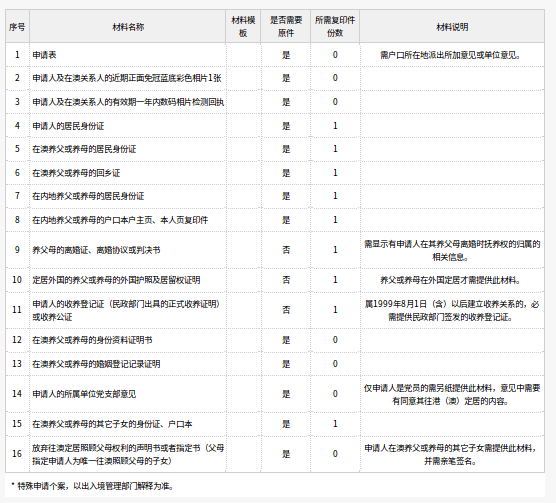 序号 材料名称 材料模板 是否需要原件 所需复印件份数 材料说明
1 申请表 是 0 需户口所在地派出所加意见或单位意见。
2 申请人及在澳关系人的近期正面免冠蓝底彩色相片1张 是 0
3 申请人及在澳关系人的有效期一年内数码相片检测回执 是 0
4 申请人的居民身份证 是 1
5 在澳养父或养母的居民身份证 是 1
6 在澳养父或养母的回乡证 是 1
7 在内地养父或养母的居民身份证 是 1
8 在内地养父或养母的户口本户主页、本人页复印件 是 1
9 养父母的离婚证、离婚协议或判决书 否 1 需显示有申请人在其养父母离婚时抚养权的归属的
相关信息。
10 定居外国的养父或养母的外国护照及居留权证明 否 1 养父或养母在外国定居才需提供此材料。
11 申请人的收养登记证（民政部门出具的正式收养证明）
或收养公证 否 1 属1999年8月1日（含）以后建立收养关系的，必
需提供民政部门签发的收养登记证。
12 在澳养父或养母的身份资料证明书 是 0
13 在澳养父或养母的婚姻登记记录证明 是 0
14 申请人的所属单位党支部意见 是 0 仅申请人是党员的需另纸提供此材料，意见中需要
有同意其往港（澳）定居的内容。
15 在澳养父或养母的其它子女的身份证、户口本 是 1
16 放弃往澳定居照顾父母权利的声明书或者指定书（父母
指定申请人为唯一往澳照顾父母的子女） 是 0 申请人在澳养父或养母的其它子女需提供此材料，
并需亲笔签名。
* 特殊申请个案，以出入境管理部门解释为准。